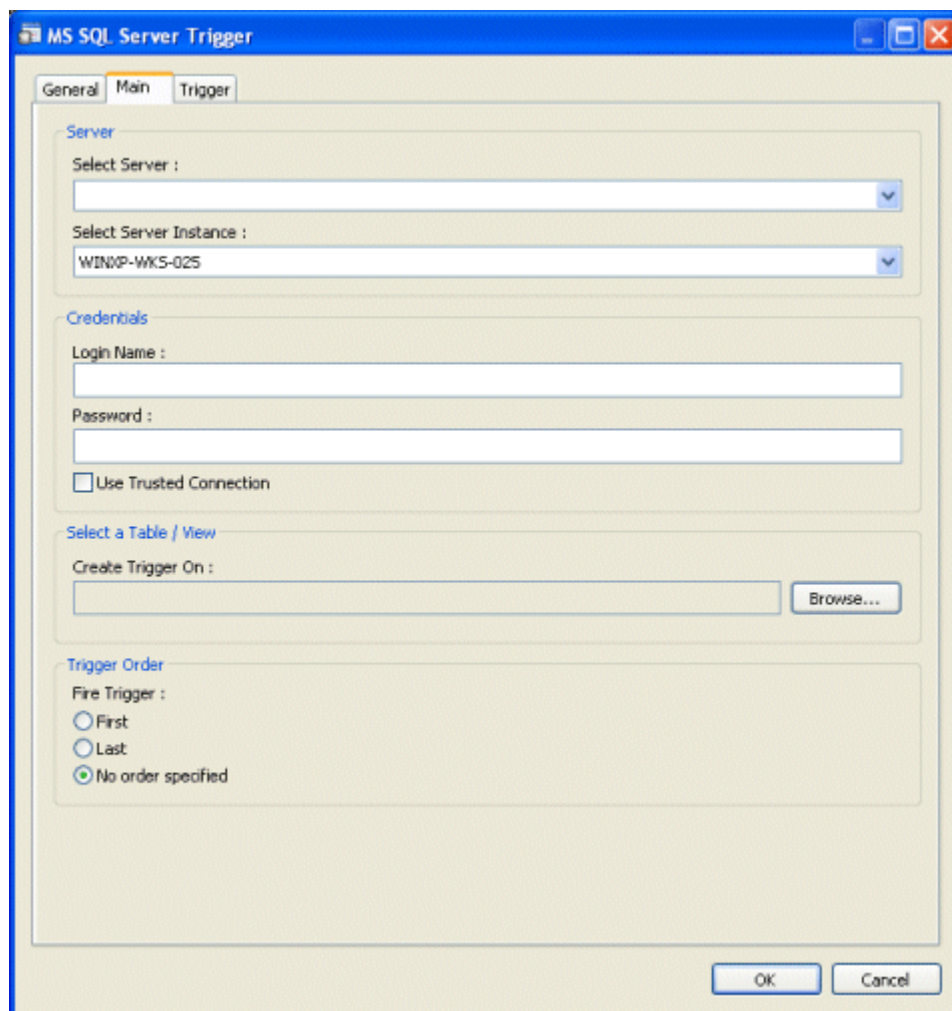 MS SQL Server Trigger
General Main Trigger
Server
Select Server :
Select Server Instance :
WINXP-WKS-025
Credentials
Login Name :
Password :
Use Trusted Connection
Select a Table / View
Create Trigger On :
Browse...
Trigger Order
Fire Trigger :
First
Last
No order specified
OK Cancel